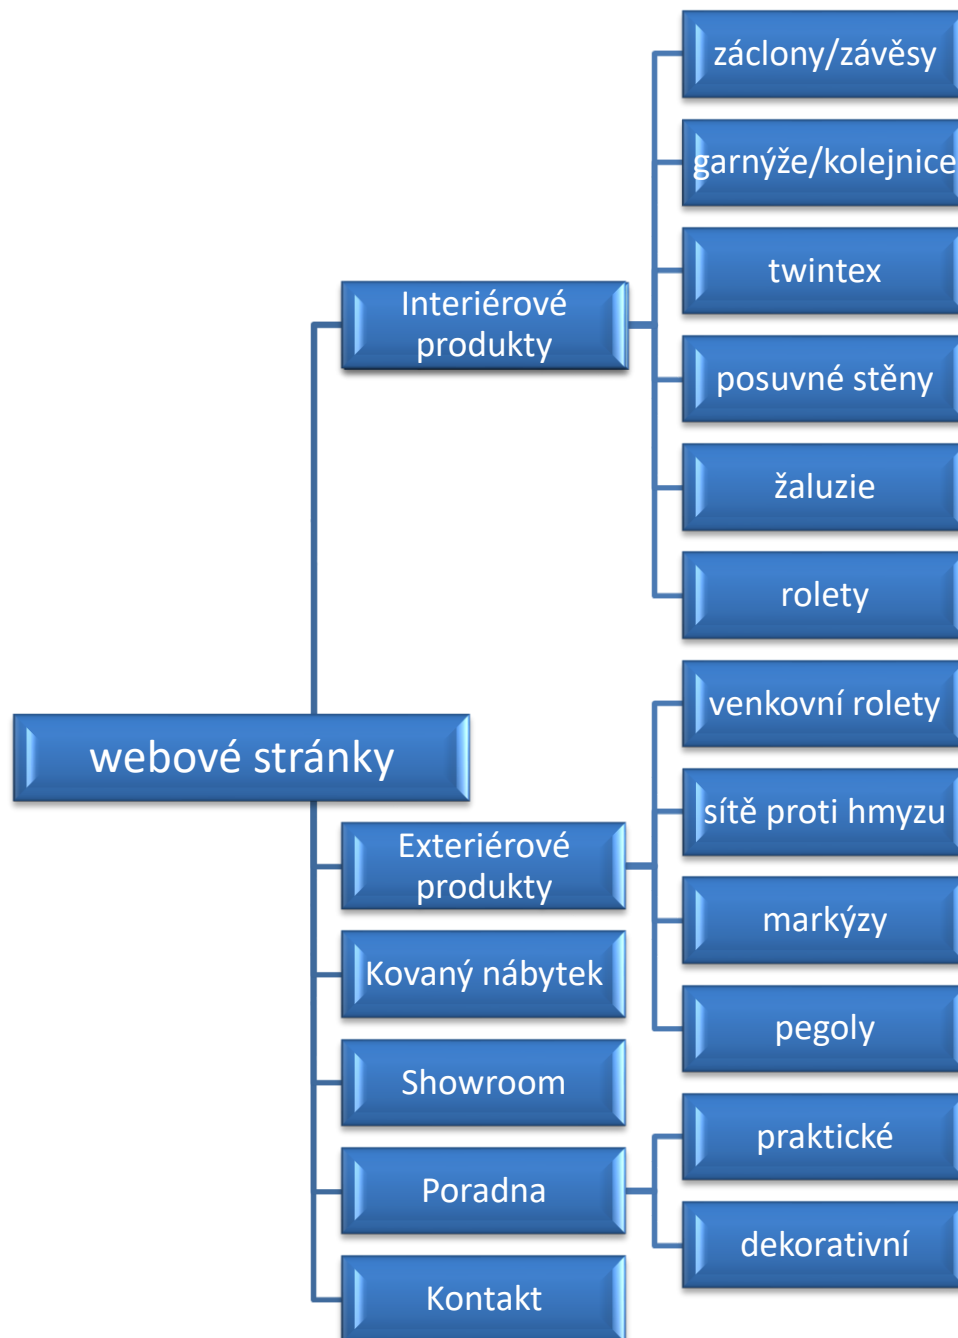 webové stránky
Interiérové
produkty
záclony/závěsy
garnýže/kolejnice
twintex
posuvné stěny
žaluzie
rolety
Exteriérové
produkty
venkovní rolety
sítě proti hmyzu
markýzy
pegoly
Kovaný nábytek
Showroom
Poradna
praktické
dekorativní
Kontakt